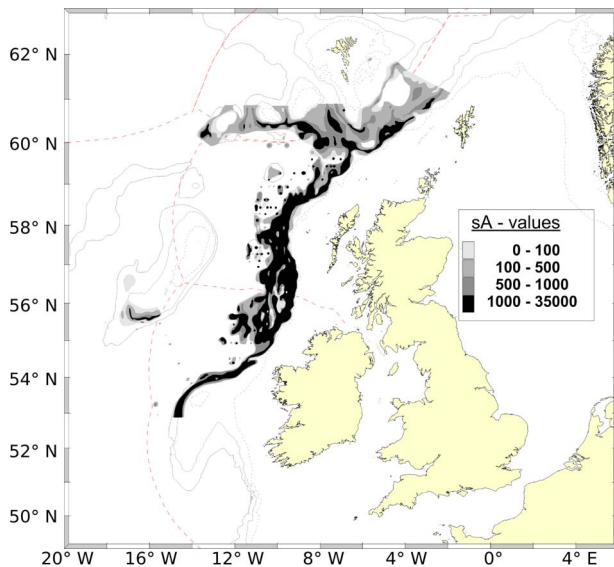 62° N
60° N
58° N
56° N
54° N
52° N
50° N
sA - values
0 - 100
100 - 500
500 - 1000
1000 - 35000
20° W 16° W 12° W 8° W 4° W 0° 4° E